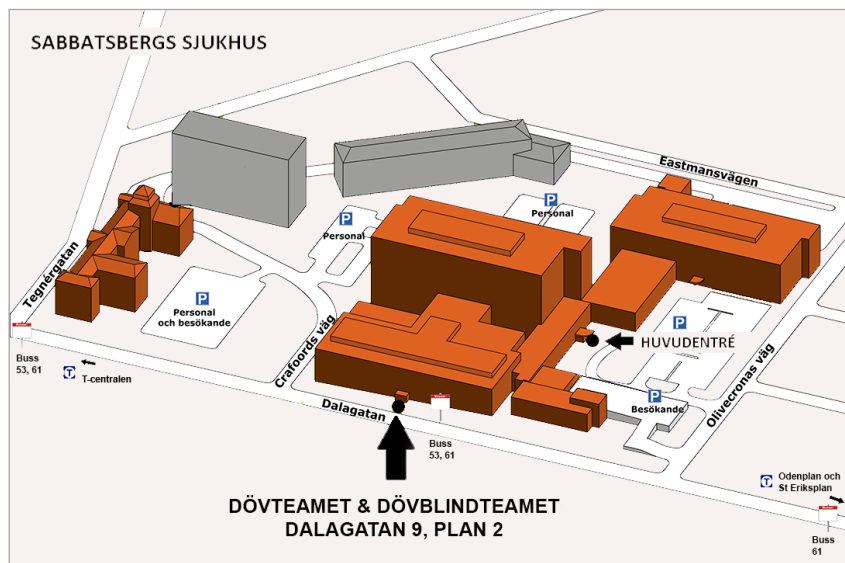 SABBATSBERGS SJUKHUS
Eastmansvägen
P
Personal
P
Personal
Tegnérgatan
P
Personal
och besökande
Crafoords väg
P
HUVUDENTRÉ
Olivecronas väg
Buss
53, 61
T
T-centralen
P
Besökande
Dalagatan
Buss
53, 61
T
Odenplan och
St Eriksplan
DÖVTEAMET & DÖVBLINDTEAMET
DALAGATAN 9, PLAN 2
Buss
61